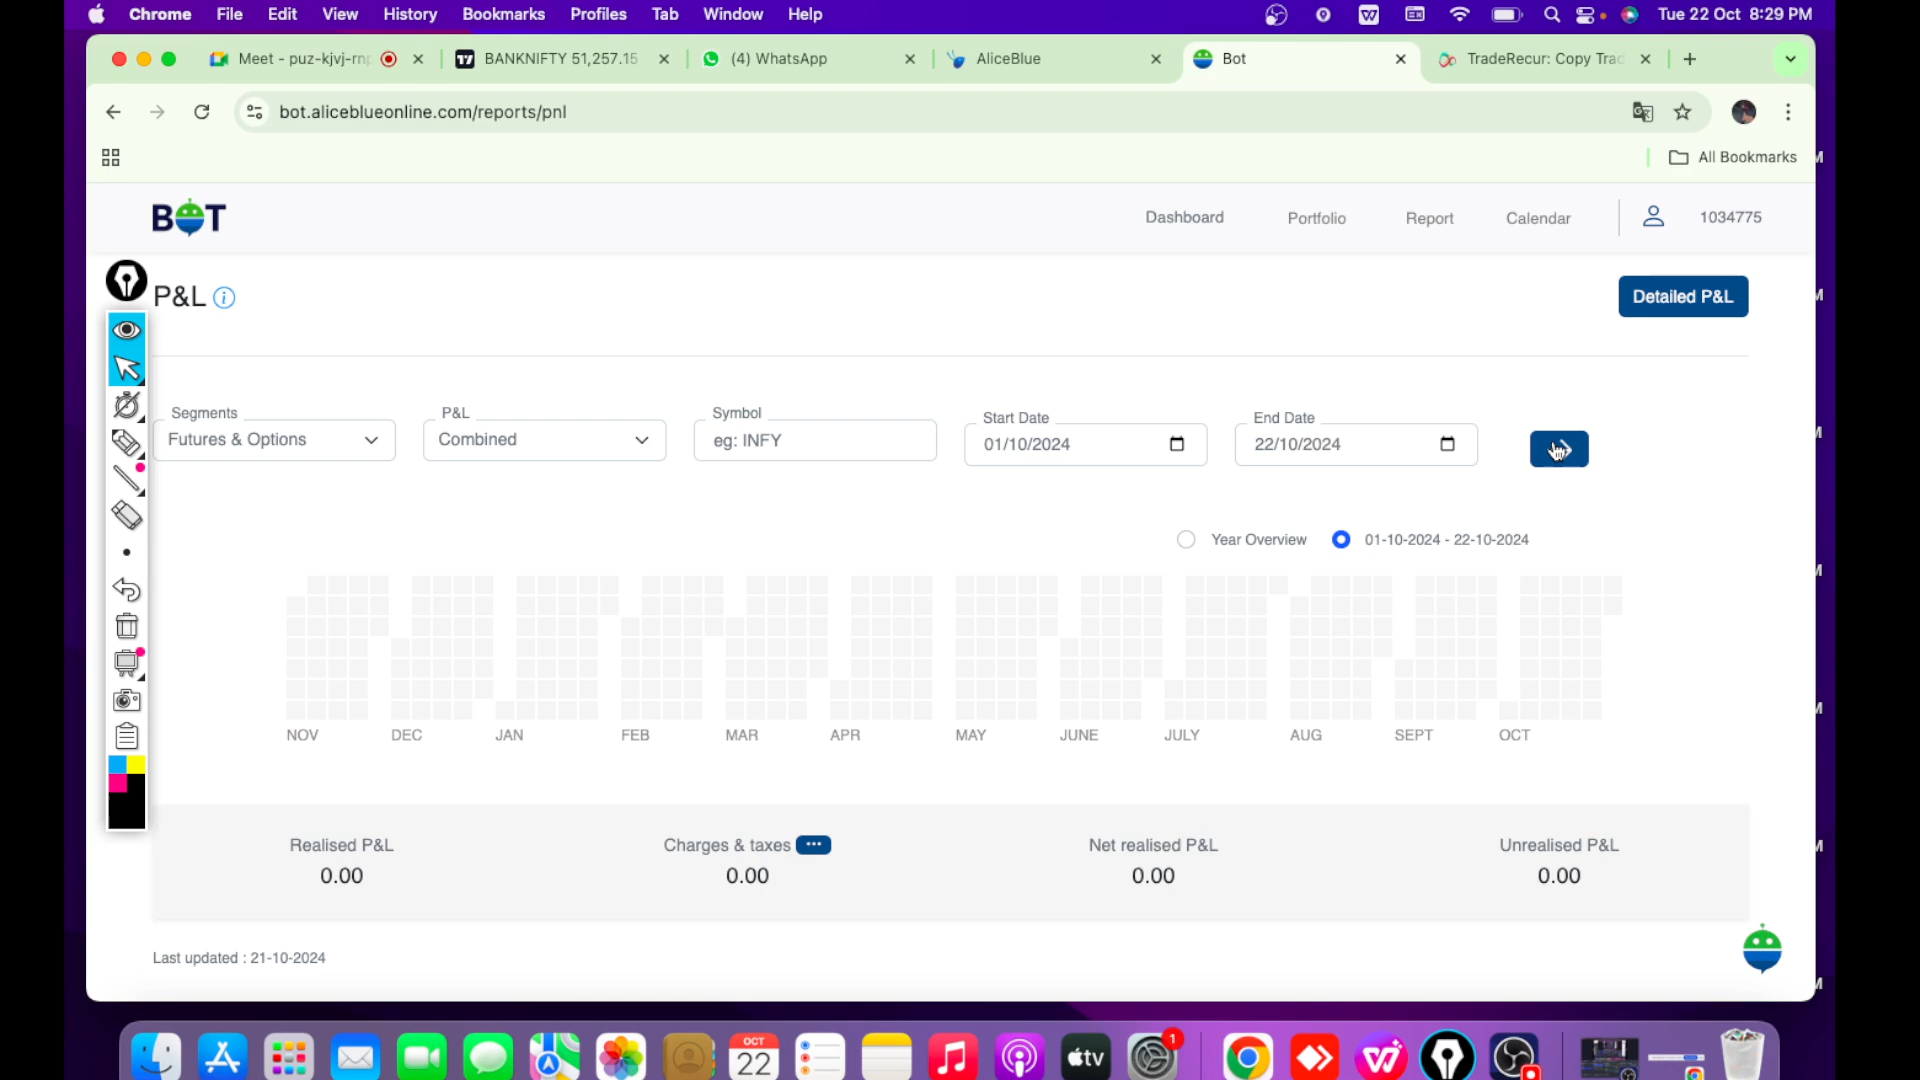 Chrome File Edit View History Bookmarks Profiles Tab Window Help Tue 22 Oct 8:29 PM
Meet - puz-kjvj-rnp BANKNIFTY 51,257.15 (4) WhatsApp AliceBlue Bot TradeRecur: Copy Trad
bot.aliceblueonline.com/reports/pnl
All Bookmarks
BOT Dashboard Portfolio Report Calendar 1034775
P&L Detailed P&L
Segments P&L Symbol Start Date End Date
Futures & Options Combined eg: INFY 01/10/2024 22/10/2024
Year Overview 01-10-2024 - 22-10-2024
NOV DEC JAN FEB MAR APR MAY JUNE JULY AUG SEPT OCT
Realised P&L Charges & taxes Net realised P&L Unrealised P&L
0.00 0.00 0.00 0.00
Last updated : 21-10-2024
OCT
22
tv
1